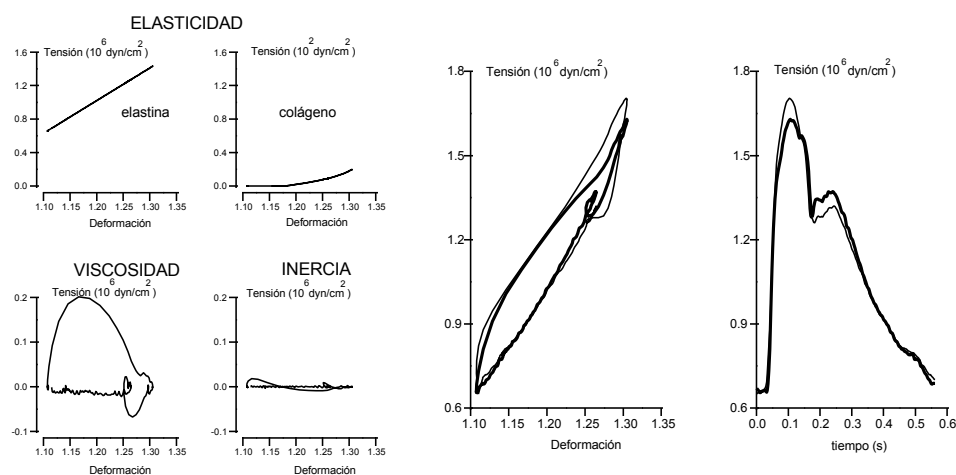 ELASTICIDAD
Tensión (10^6 dyn/cm^2)
1.6
1.2
0.8
0.4
0.0
elastina
1.10 1.15 1.20 1.25 1.30 1.35
Deformación
Tensión (10^2 dyn/cm^2)
1.6
1.2
0.8
0.4
0.0
colágeno
1.10 1.15 1.20 1.25 1.30 1.35
Deformación
VISCOSIDAD
Tensión (10^6 dyn/cm^2)
0.2
0.1
0.0
-0.1
1.10 1.15 1.20 1.25 1.30 1.35
Deformación
INERCIA
Tensión (10^6 dyn/cm^2)
0.2
0.1
0.0
-0.1
1.10 1.15 1.20 1.25 1.30 1.35
Deformación
Tensión (10^6 dyn/cm^2)
1.8
1.5
1.2
0.9
0.6
1.10 1.15 1.20 1.25 1.30 1.35
Deformación
Tensión (10^6 dyn/cm^2)
1.8
1.5
1.2
0.9
0.6
0.0 0.1 0.2 0.3 0.4 0.5 0.6
tiempo (s)